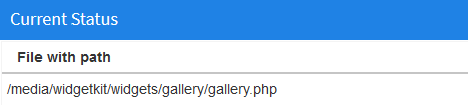 Current Status
File with path
/media/widgetkit/widgets/gallery/gallery.php